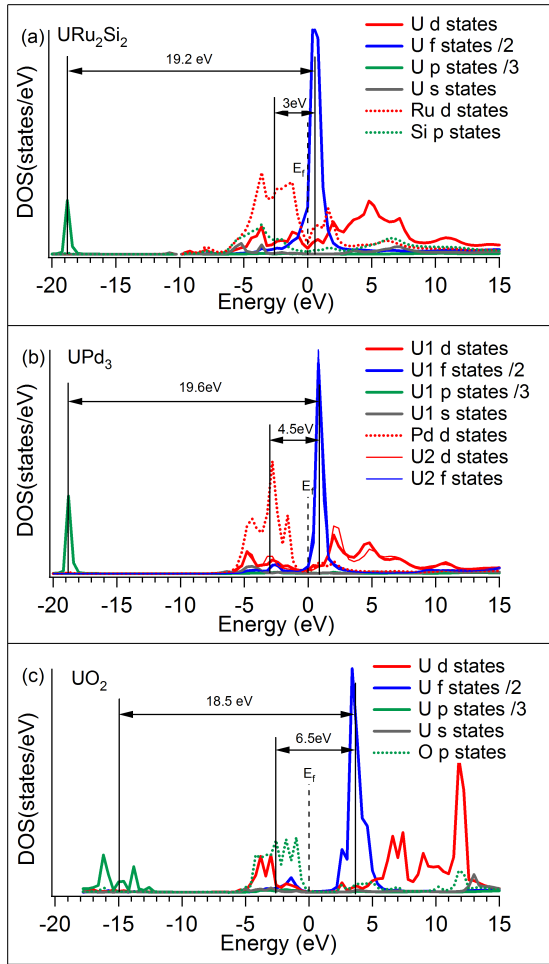 (a) URu2Si2
U d states
U f states /2
U p states /3
U s states
Ru d states
Si p states
19.2 eV
3eV
Ef
DOS(states/eV)
-20 -15 -10 -5 0 5 10 15
Energy (eV)
(b) UPd3
U1 d states
U1 f states /2
U1 p states /3
U1 s states
Pd d states
U2 d states
U2 f states
19.6eV
4.5eV
Ef
DOS(states/eV)
-20 -15 -10 -5 0 5 10 15
Energy (eV)
(c) UO2
U d states
U f states /2
U p states /3
U s states
O p states
18.5 eV
6.5eV
Ef
DOS(states/eV)
-20 -15 -10 -5 0 5 10 15
Energy (eV)